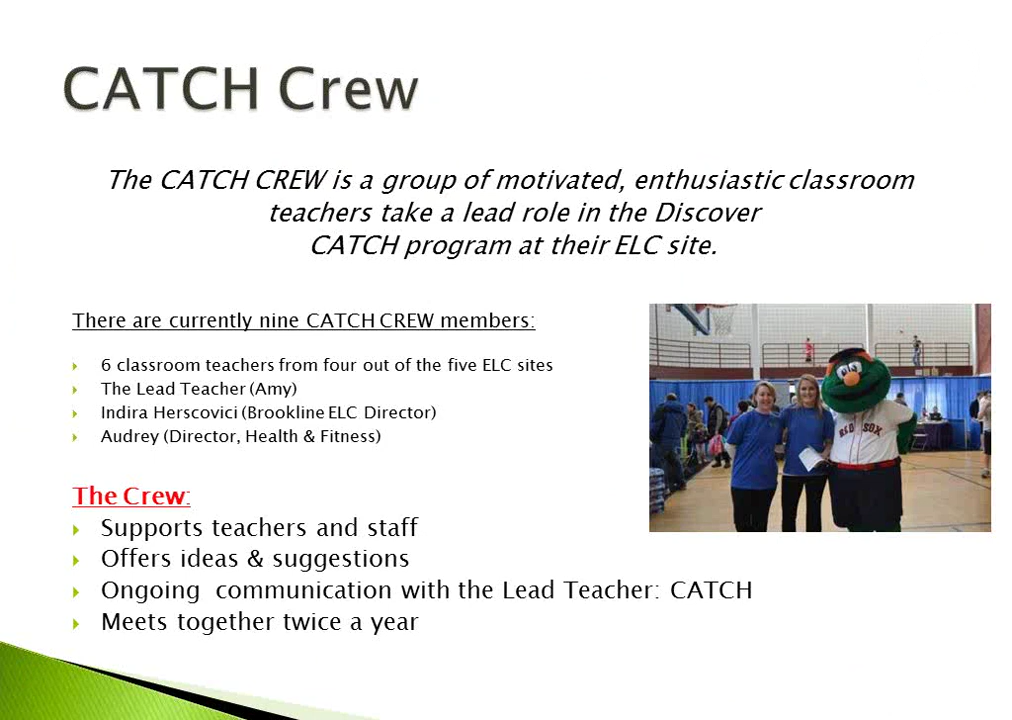 CATCH Crew
The CATCH CREW is a group of motivated, enthusiastic classroom
teachers take a lead role in the Discover
CATCH program at their ELC site.
There are currently nine CATCH CREW members:
6 classroom teachers from four out of the five ELC sites
The Lead Teacher (Amy)
Indira Herscovici (Brookline ELC Director)
Audrey (Director, Health & Fitness)
RED SOX
The Crew:
Supports teachers and staff
Offers ideas & suggestions
Ongoing  communication with the Lead Teacher: CATCH
Meets together twice a year